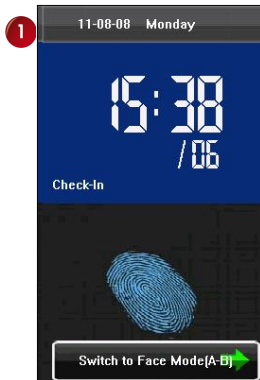 1
11-08-08 Monday
15:38
/06
Check-In
Switch to Face Mode(A-D)